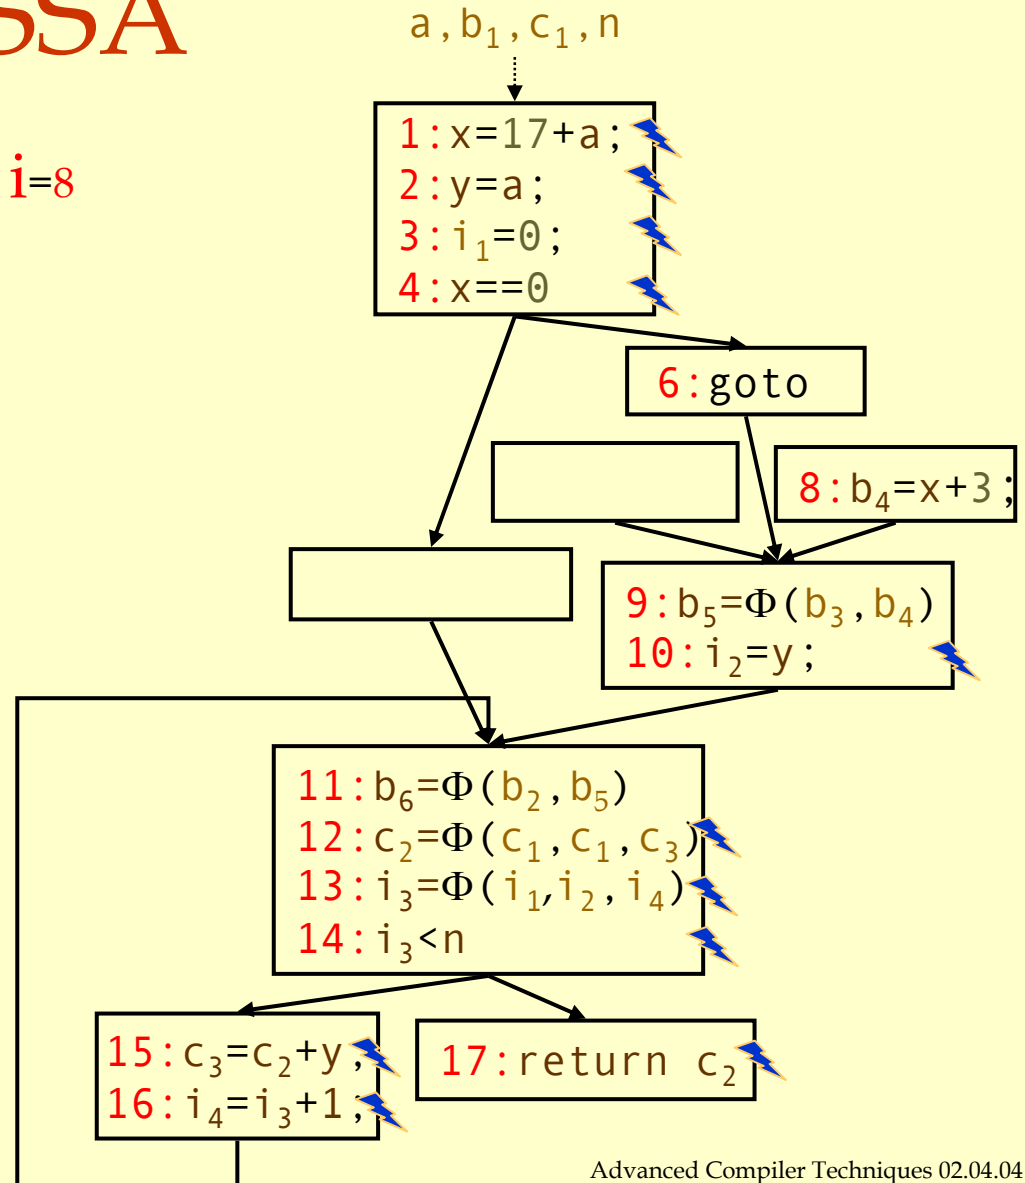 SSA
a,b₁,c₁,n
i=8
1:x=17+a;
2:y=a;
3:i₁=0;
4:x==0
6:goto
8:b₄=x+3;
9:b₅=Φ(b₃,b₄)
10:i₂=y;
11:b₆=Φ(b₂,b₅)
12:c₂=Φ(c₁,c₁,c₃)
13:i₃=Φ(i₁,i₂,i₄)
14:i₃<n
15:c₃=c₂+y;
16:i₄=i₃+1;
17:return c₂
Advanced Compiler Techniques 02.04.04